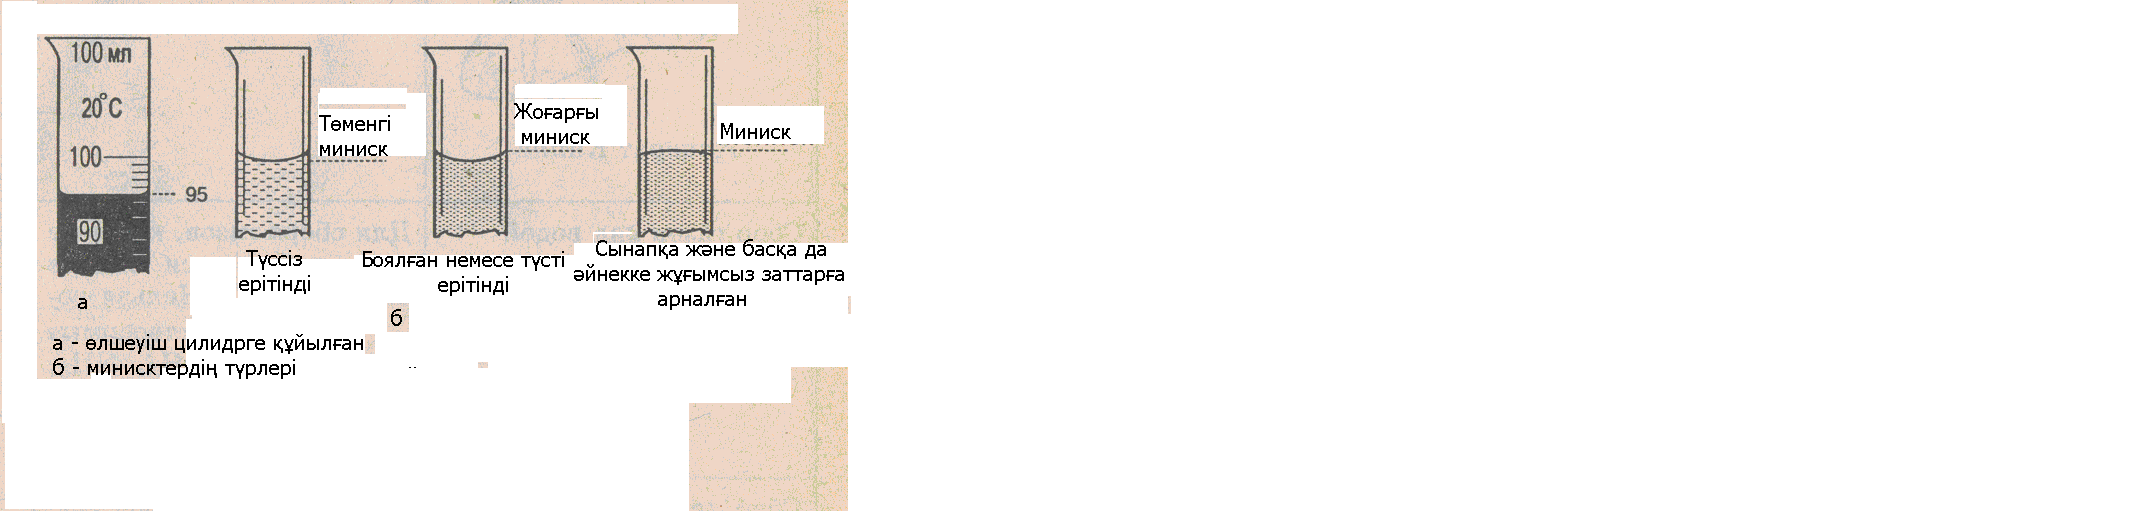 100 мл
20°С
100
95
90
а
Төменгі
миниск
Түссіз
ерітінді
Жоғарғы
миниск
Боялған немесе түсті
ерітінді
Миниск
Сынапқа және басқа да
әйнекке жұғымсыз заттарға
арналған
б
а - өлшеуіш цилидрге құйылған
б - минисктердің түрлері